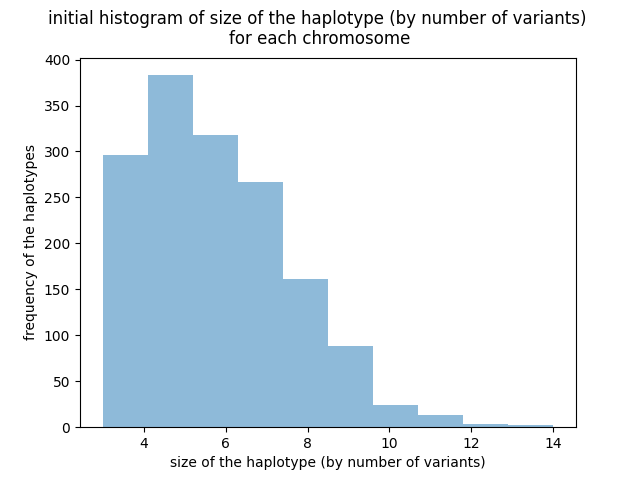 initial histogram of size of the haplotype (by number of variants)
for each chromosome
frequency of the haplotypes
400
350
300
250
200
150
100
50
0
4 6 8 10 12 14
size of the haplotype (by number of variants)